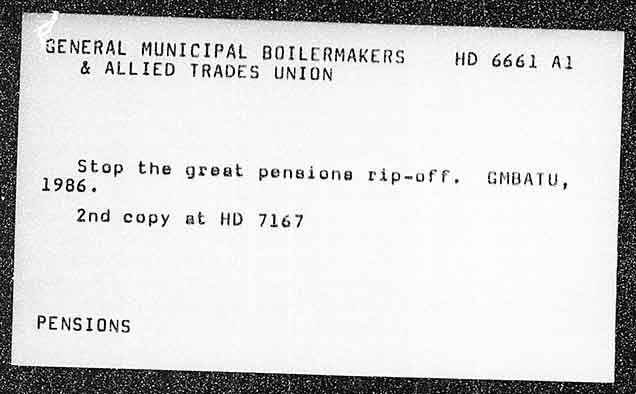 GENERAL MUNICIPAL BOILERMAKERS HD 6661 A1
& ALLIED TRADES UNION
Stop the great pensions rip-off. GMBATU,
1986.
2nd copy at HD 7167
PENSIONS